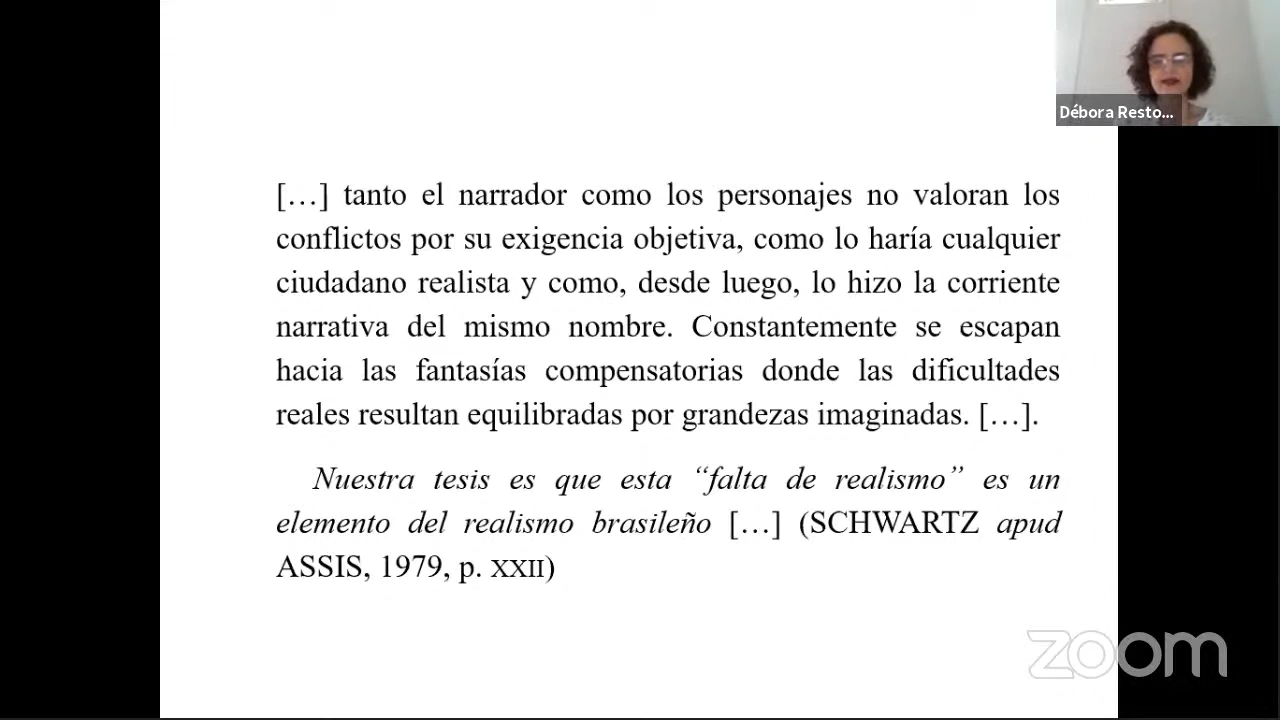 Débora Resto...
[…] tanto el narrador como los personajes no valoran los
conflictos por su exigencia objetiva, como lo haría cualquier
ciudadano realista y como, desde luego, lo hizo la corriente
narrativa del mismo nombre. Constantemente se escapan
hacia las fantasías compensatorias donde las dificultades
reales resultan equilibradas por grandezas imaginadas. […].
Nuestra tesis es que esta “falta de realismo” es un
elemento del realismo brasileño […] (SCHWARTZ apud
ASSIS, 1979, p. XXII)
zoom